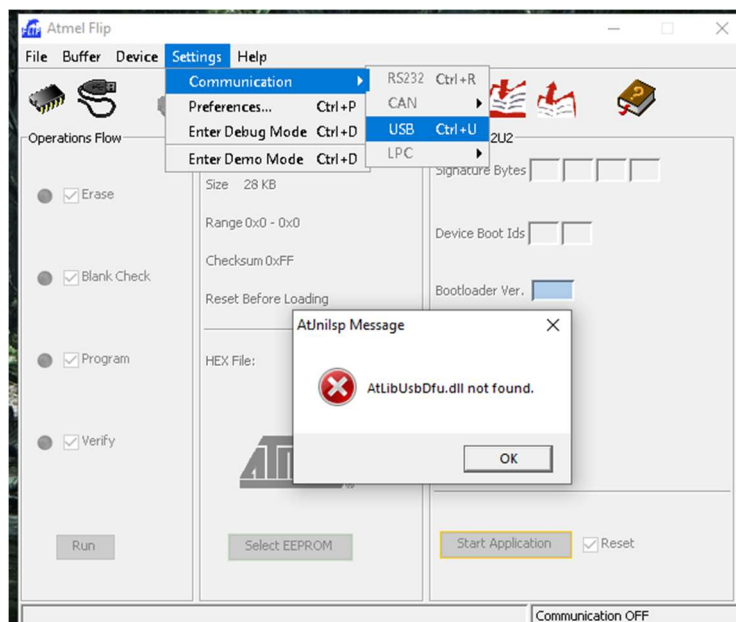 Atmel Flip
File Buffer Device Settings Help
Communication
Preferences... Ctrl+P
Enter Debug Mode Ctrl+D
Enter Demo Mode Ctrl+D
RS232 Ctrl+R
CAN
USB Ctrl+U
LPC
Operations Flow
Erase
Blank Check
Program
Verify
Run
Size 28 KB
Range 0x0 - 0x0
Checksum 0xFF
Reset Before Loading
HEX File:
Select EEPROM
2U2
Signature Bytes
Device Boot Ids
Bootloader Ver.
Start Application
Reset
AtJniIsp Message
AtLibUsbDfu.dll not found.
OK
Communication OFF